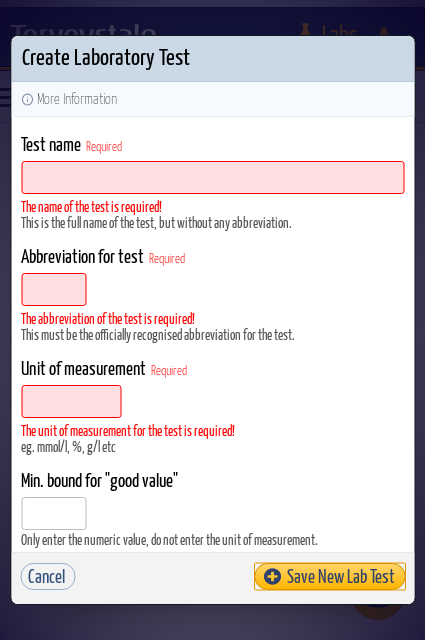 Terveystalo
Labs
Create Laboratory Test
More Information
Test name Required
The name of the test is required!
This is the full name of the test, but without any abbreviation.
Abbreviation for test Required
The abbreviation of the test is required!
This must be the officially recognised abbreviation for the test.
Unit of measurement Required
The unit of measurement for the test is required!
eg. mmol/l, %, g/l etc
Min. bound for "good value"
Only enter the numeric value, do not enter the unit of measurement.
Cancel
Save New Lab Test